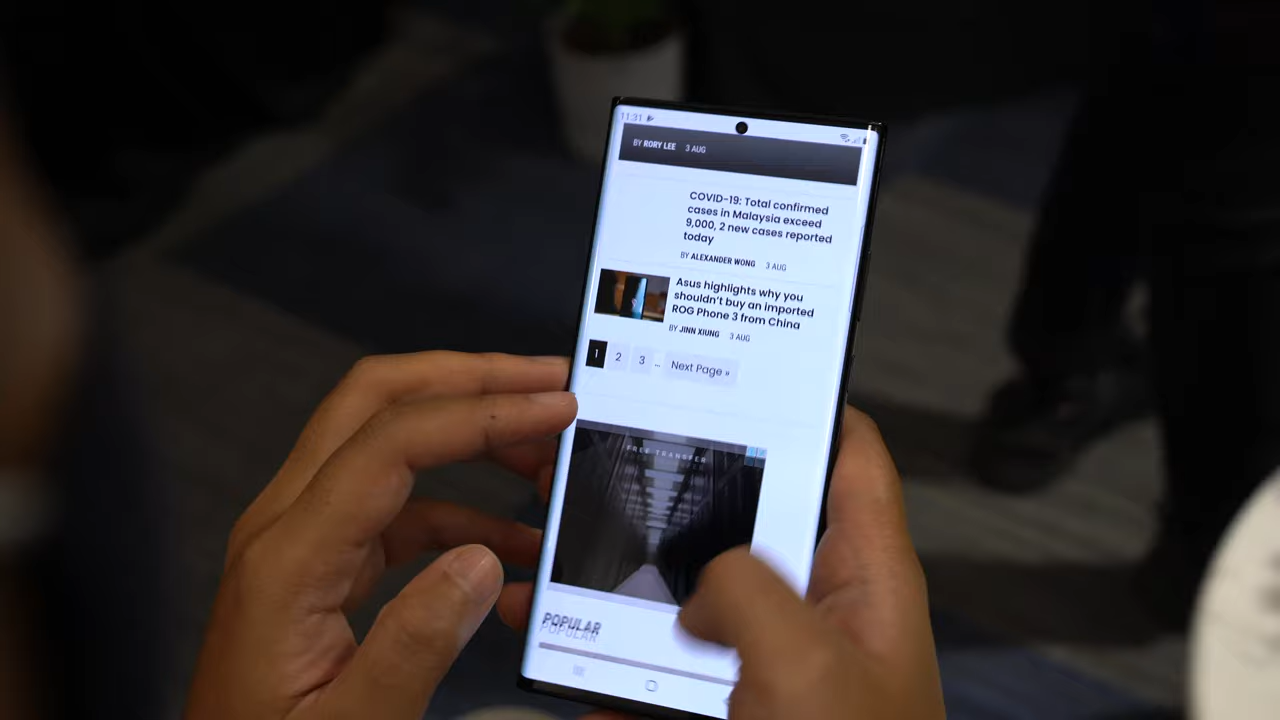 11:31
BY RORY LEE 3 AUG
COVID-19: Total confirmed
cases in Malaysia exceed
9,000, 2 new cases reported
today
BY ALEXANDER WONG 3 AUG
Asus highlights why you
shouldn't buy an imported
ROG Phone 3 from China
BY JINN XIUNG 3 AUG
1 2 3 ... Next Page »
FREE TRANSFER
POPULAR